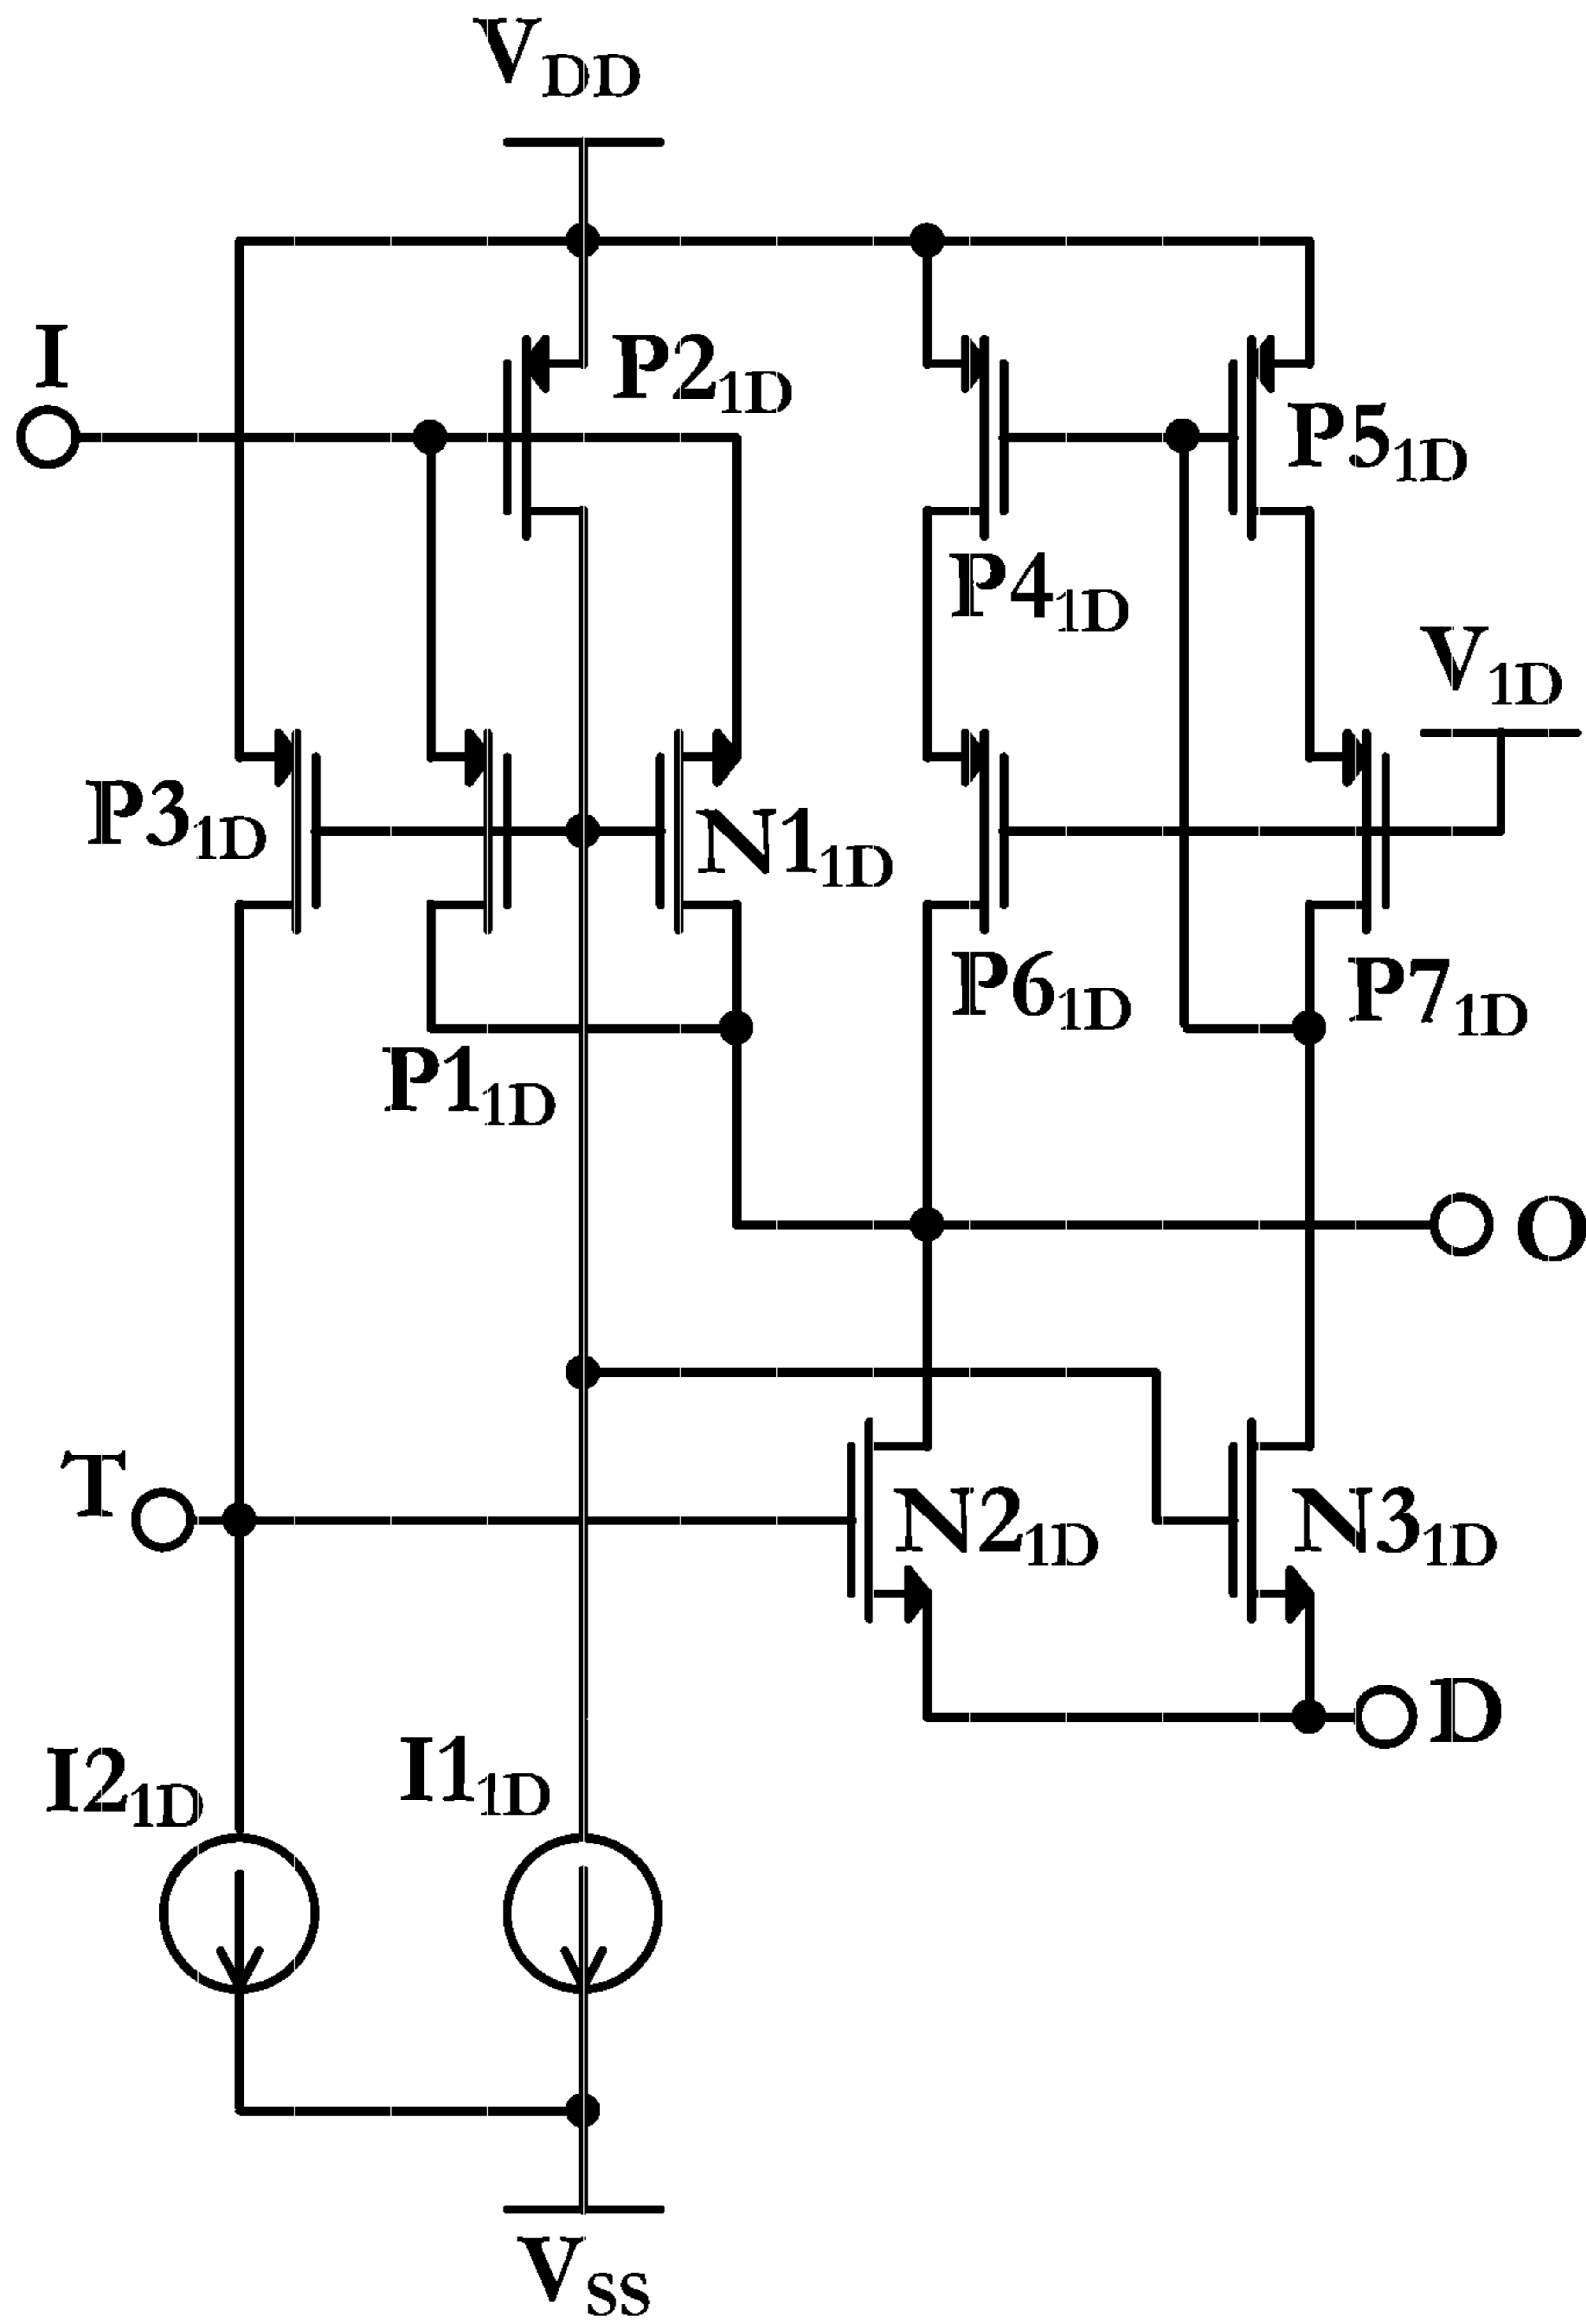 VDD
I
P21D
P51D
P41D
V1D
P31D
N11D
P61D
P71D
P11D
O
T
N21D
N31D
D
I21D
I11D
VSS